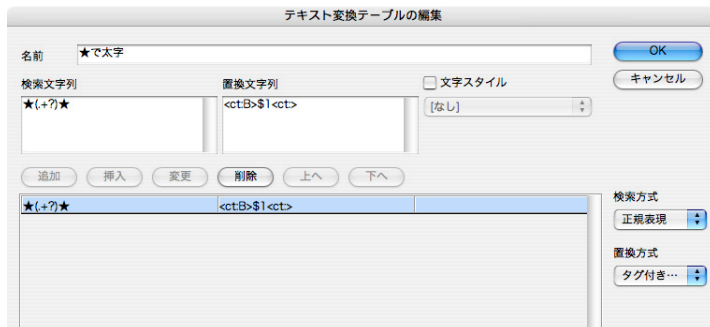 テキスト変換テーブルの編集
名前 ★で太字
OK
キャンセル
検索文字列 置換文字列 文字スタイル
★(.+?)★ <ct:B>$1<ct:> [なし]
追加 挿入 変更 削除 上へ 下へ
★(.+?)★ <ct:B>$1<ct:>
検索方式
正規表現
置換方式
タグ付き…